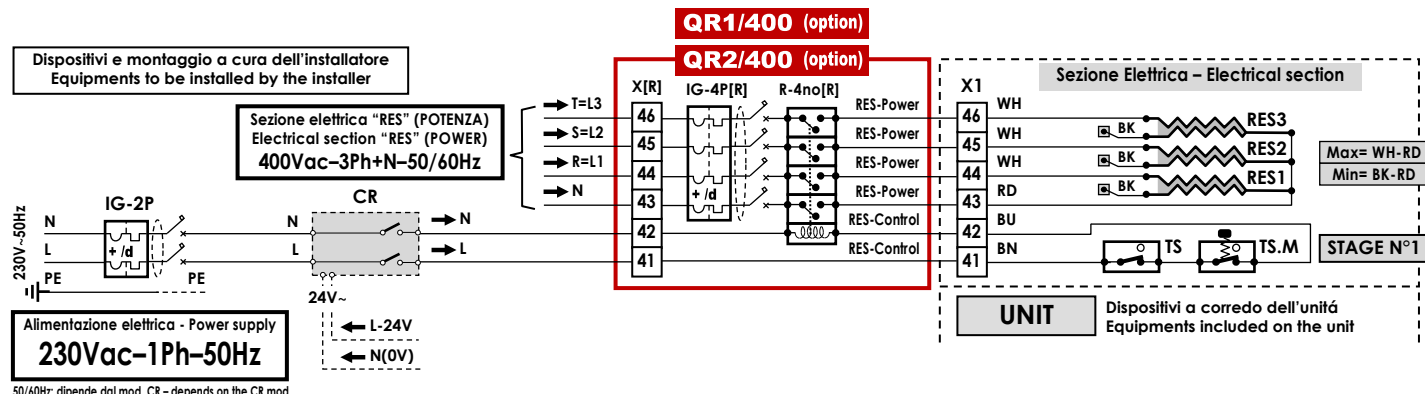 QR1/400 (option)
QR2/400 (option)
Dispositivi e montaggio a cura dell'installatore
Equipments to be installed by the installer
Sezione elettrica "RES" (POTENZA)
Electrical section "RES" (POWER)
400Vac–3Ph+N–50/60Hz
T=L3
S=L2
R=L1
N
X[R]
46
45
44
43
42
41
IG-4P[R]
+ /d
R-4no[R]
RES-Power
RES-Power
RES-Power
RES-Power
RES-Control
RES-Control
Sezione Elettrica – Electrical section
X1
46 WH
45 WH
44 WH
43 RD
42 BU
41 BN
BK RES3
BK RES2
BK RES1
Max= WH-RD
Min= BK-RD
TS
TS.M
STAGE N°1
UNIT
Dispositivi a corredo dell'unitá
Equipments included on the unit
230V~50Hz
IG-2P
N
L
PE
+ /d
PE
CR
N
L
N
L
24V~
L-24V
N(0V)
Alimentazione elettrica - Power supply
230Vac–1Ph–50Hz
50/60Hz: dipende dal mod. CR – depends on the CR mod.